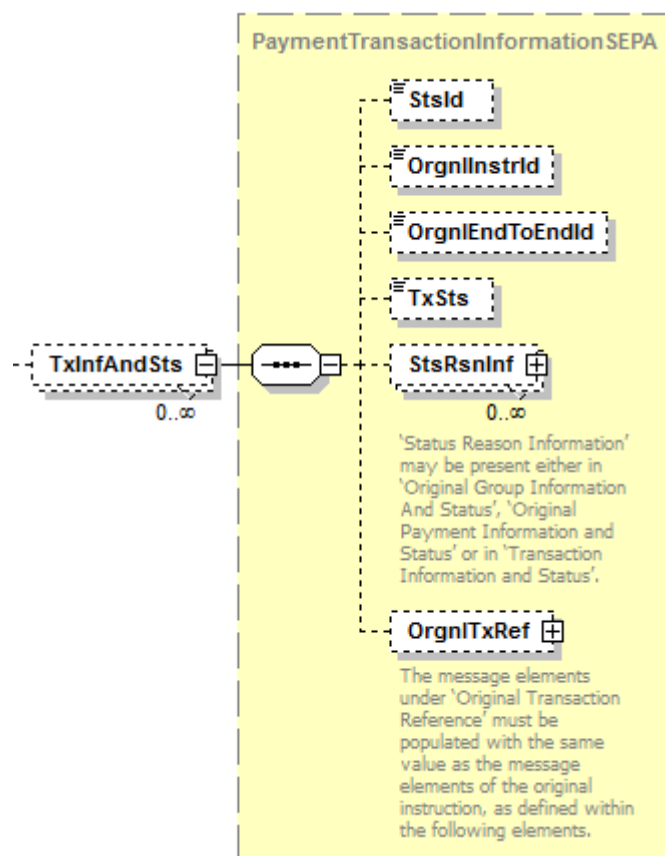 PaymentTransactionInformationSEPA
StsId
OrgnlInstrId
OrgnlEndToEndId
TxSts
TxInfAndSts
0..∞
StsRsnInf
0..∞
‘Status Reason Information’
may be present either in
‘Original Group Information
And Status’, ‘Original
Payment Information and
Status’ or in ‘Transaction
Information and Status’.
OrgnlTxRef
The message elements
under ‘Original Transaction
Reference’ must be
populated with the same
value as the message
elements of the original
instruction, as defined within
the following elements.